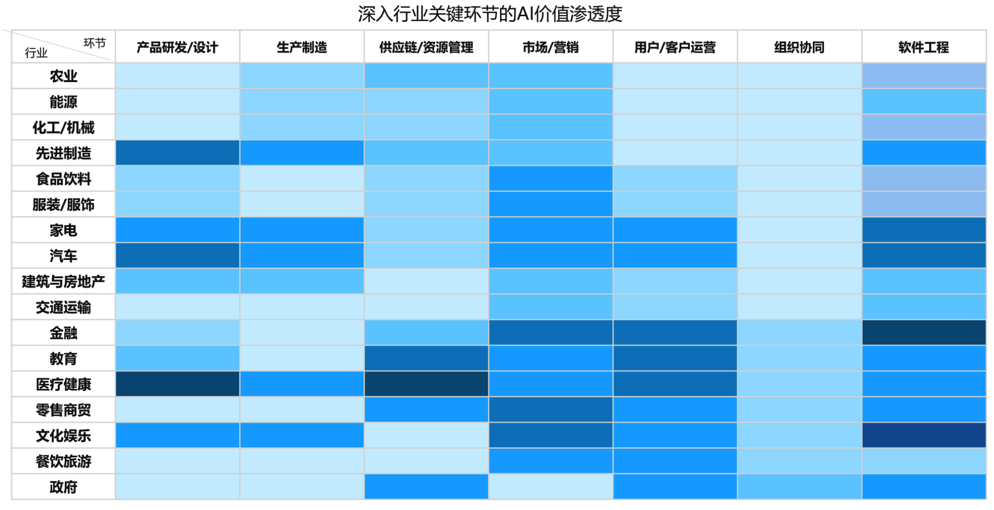 深入行业关键环节的AI价值渗透度
环节
行业 产品研发/设计 生产制造 供应链/资源管理 市场/营销 用户/客户运营 组织协同 软件工程
农业
能源
化工/机械
先进制造
食品饮料
服装/服饰
家电
汽车
建筑与房地产
交通运输
金融
教育
医疗健康
零售商贸
文化娱乐
餐饮旅游
政府